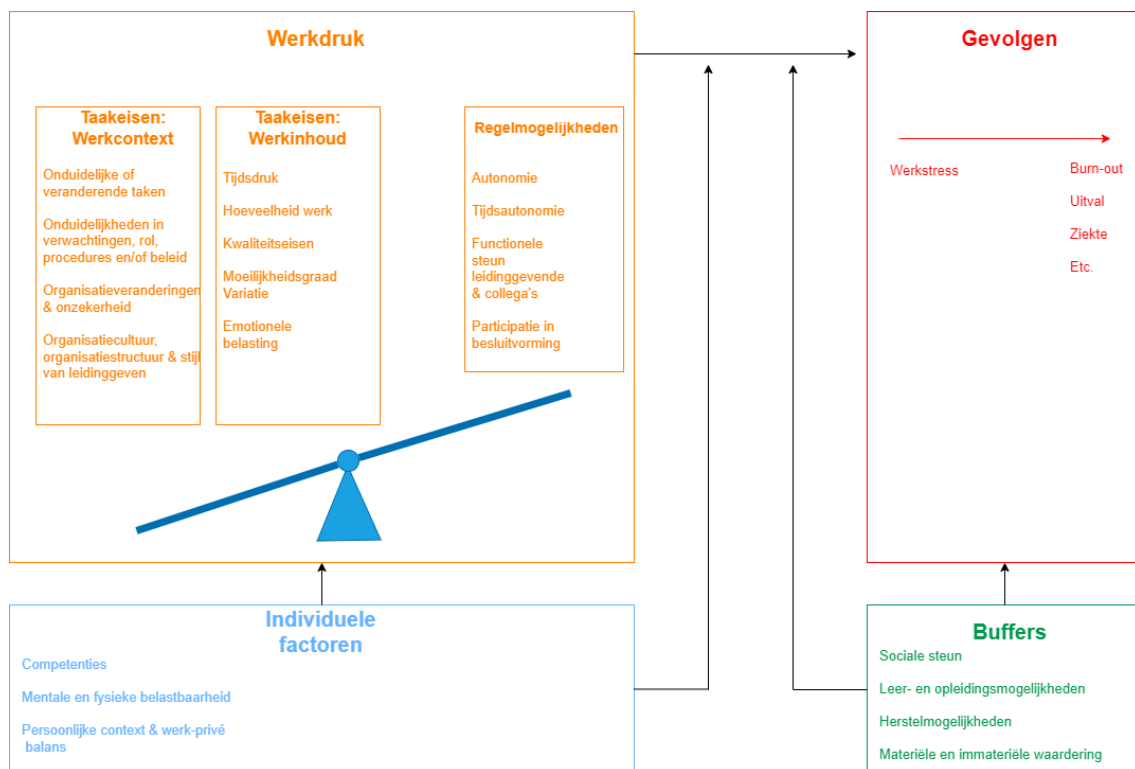 Werkdruk
Taakeisen:
Werkcontext
Onduidelijke of
veranderende taken
Onduidelijkheden in
verwachtingen, rol,
procedures en/of beleid
Organisatieveranderingen
& onzekerheid
Organisatiecultuur,
organisatiestructuur & stijl
van leidinggeven
Taakeisen:
Werkinhoud
Tijdsdruk
Hoeveelheid werk
Kwaliteitseisen
Moeilijkheidsgraad
Variatie
Emotionele
belasting
Regelmogelijkheden
Autonomie
Tijdsautonomie
Functionele
steun
leidinggevende
& collega's
Participatie in
besluitvorming
Gevolgen
Werkstress
Burn-out
Uitval
Ziekte
Etc.
Individuele
factoren
Competenties
Mentale en fysieke belastbaarheid
Persoonlijke context & werk-privé
balans
Buffers
Sociale steun
Leer- en opleidingsmogelijkheden
Herstelmogelijkheden
Materiële en immateriële waardering